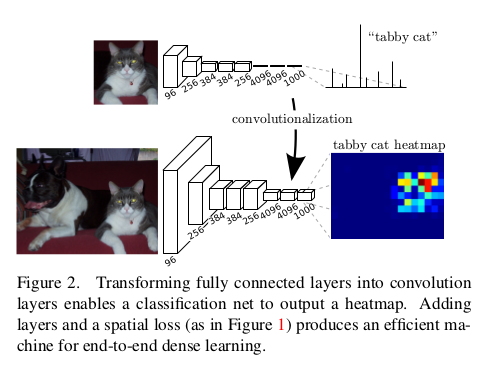 “tabby cat”
96
256
384
384
256
4096
4096
1000
convolutionalization
tabby cat heatmap
96
256
384
384
256
4096
4096
1000
Figure 2. Transforming fully connected layers into convolution
layers enables a classification net to output a heatmap. Adding
layers and a spatial loss (as in Figure 1) produces an efficient ma-
chine for end-to-end dense learning.